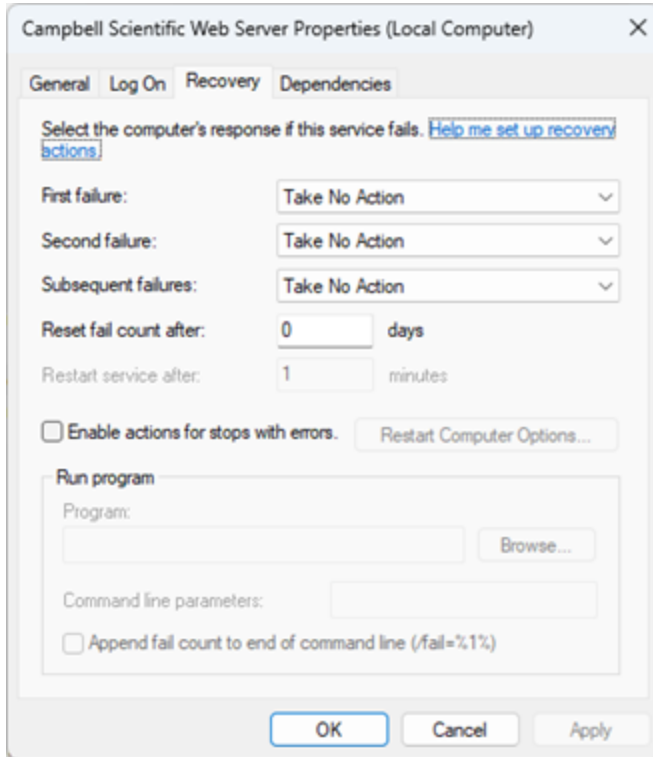 Campbell Scientific Web Server Properties (Local Computer)
General Log On Recovery Dependencies
Select the computer's response if this service fails. Help me set up recovery
actions.
First failure: Take No Action
Second failure: Take No Action
Subsequent failures: Take No Action
Reset fail count after: 0 days
Restart service after: 1 minutes
Enable actions for stops with errors. Restart Computer Options...
Run program
Program:
Browse...
Command line parameters:
Append fail count to end of command line (/fail=%1%)
OK Cancel Apply